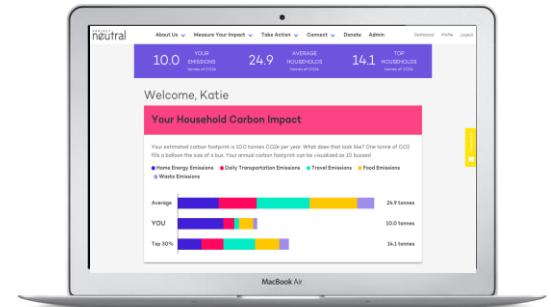 PROJECT
neutral
About Us Measure Your Impact Take Action Connect Donate Admin Dashboard Profile Logout
10.0 YOUR EMISSIONS tonnes of CO2e 24.9 AVERAGE HOUSEHOLDS tonnes of CO2e 14.1 TOP HOUSEHOLDS tonnes of CO2e
Welcome, Katie
Your Household Carbon Impact
Your estimated carbon footprint is 10.0 tonnes CO2e per year. What does that look like? One tonne of CO2
fills a balloon the size of a bus. Your annual carbon footprint can be visualized as 10 busses!
Home Energy Emissions Daily Transportation Emissions Travel Emissions Food Emissions
Waste Emissions
Average 24.9 tonnes
YOU 10.0 tonnes
Top 30% 14.1 tonnes
MacBook Air